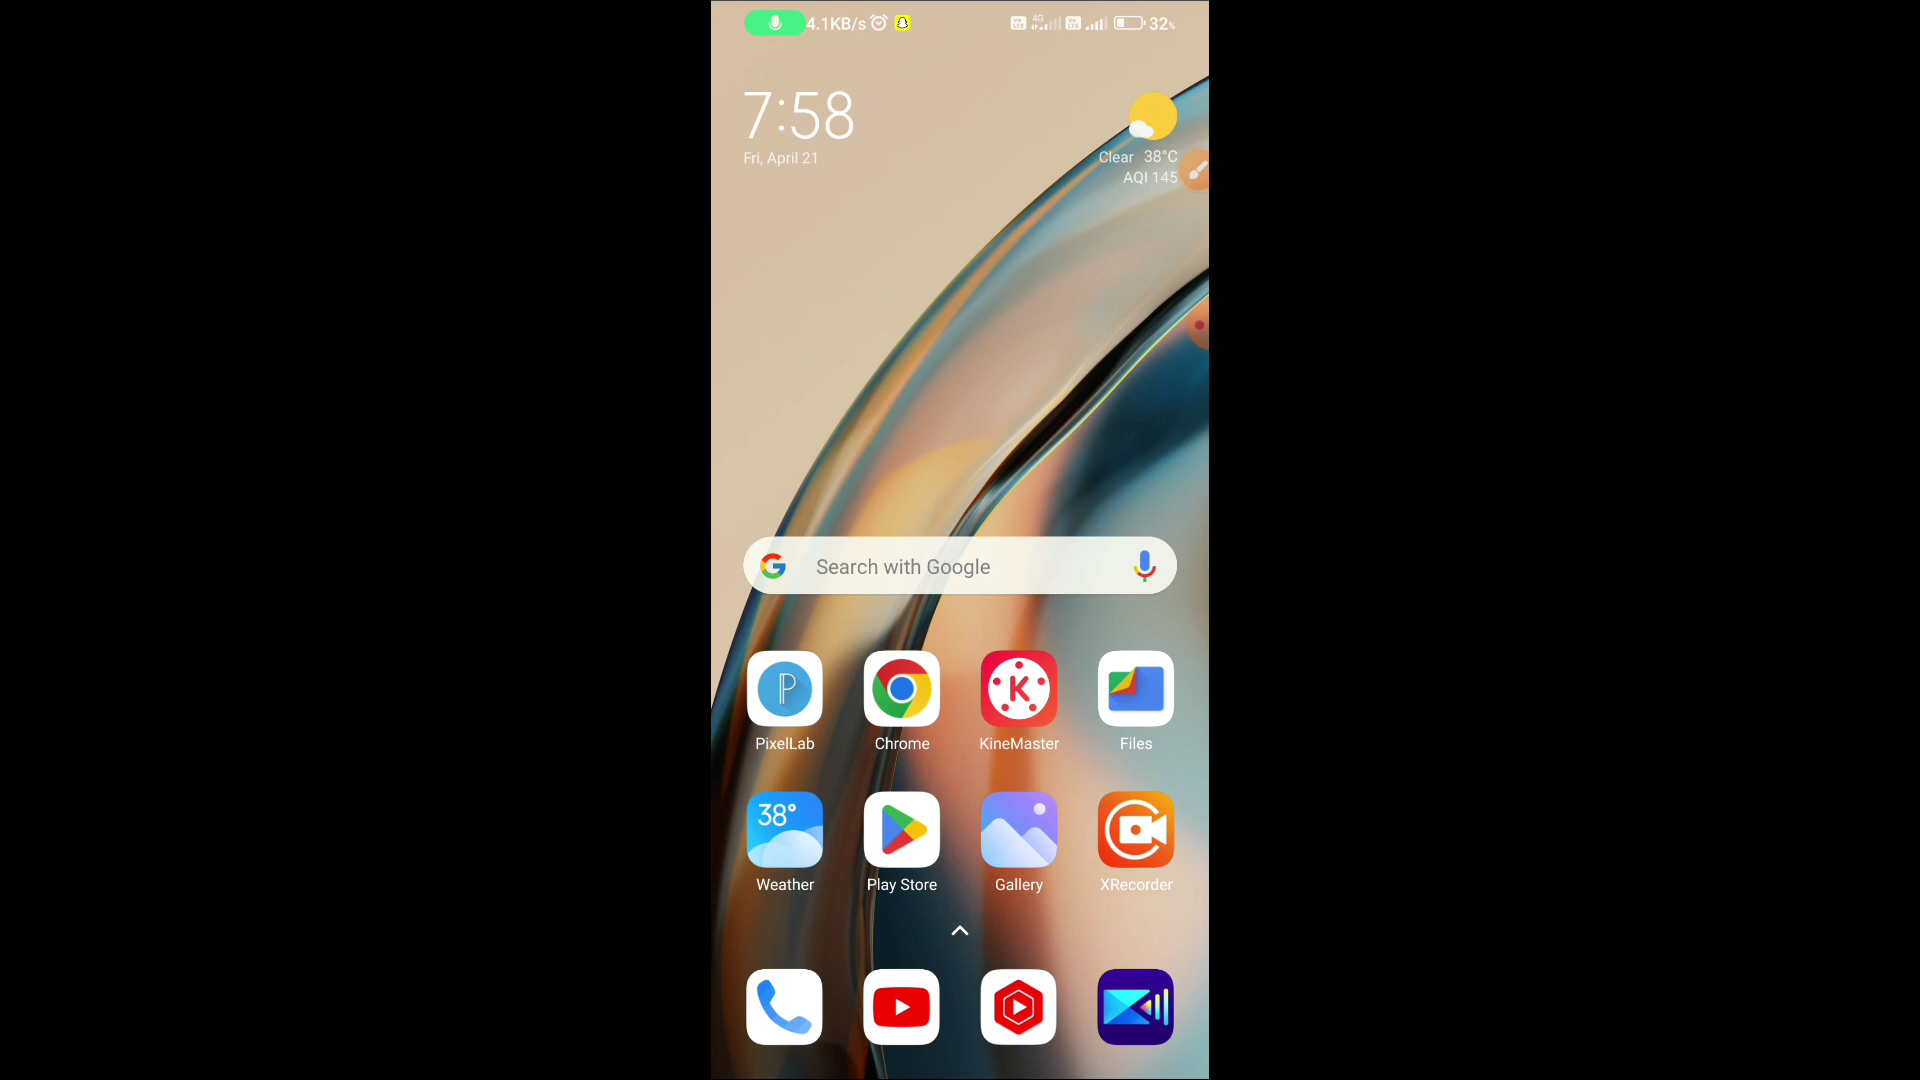 4.1KB/s 4G 32%
7:58
Fri, April 21
Clear 38°C
AQI 145
Search with Google
PixelLab Chrome KineMaster Files
38°
Weather Play Store Gallery XRecorder